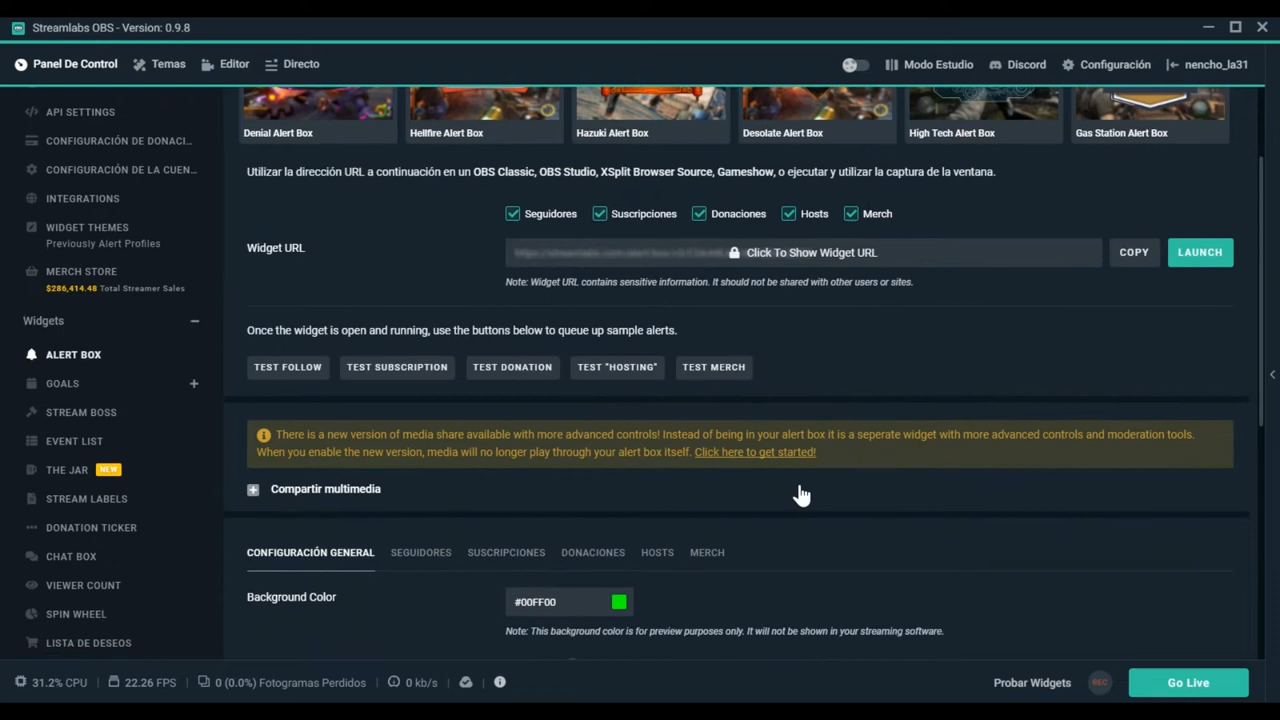 Streamlabs OBS - Version: 0.9.8
Panel De Control
Temas
Editor
Directo
Modo Estudio
Discord
Configuración
nencho_la31
API SETTINGS
CONFIGURACIÓN DE DONACI...
CONFIGURACIÓN DE LA CUEN...
INTEGRATIONS
WIDGET THEMES
Previously Alert Profiles
MERCH STORE
$286,414.48 Total Streamer Sales
Widgets
ALERT BOX
GOALS
STREAM BOSS
EVENT LIST
THE JAR NEW
STREAM LABELS
DONATION TICKER
CHAT BOX
VIEWER COUNT
SPIN WHEEL
LISTA DE DESEOS
Denial Alert Box
Hellfire Alert Box
Hazuki Alert Box
Desolate Alert Box
High Tech Alert Box
Gas Station Alert Box
Utilizar la dirección URL a continuación en un OBS Classic, OBS Studio, XSplit Browser Source, Gameshow, o ejecutar y utilizar la captura de la ventana.
Seguidores
Suscripciones
Donaciones
Hosts
Merch
Widget URL
Click To Show Widget URL
COPY
LAUNCH
Note: Widget URL contains sensitive information. It should not be shared with other users or sites.
Once the widget is open and running, use the buttons below to queue up sample alerts.
TEST FOLLOW
TEST SUBSCRIPTION
TEST DONATION
TEST "HOSTING"
TEST MERCH
There is a new version of media share available with more advanced controls! Instead of being in your alert box it is a seperate widget with more advanced controls and moderation tools.
When you enable the new version, media will no longer play through your alert box itself. Click here to get started!
Compartir multimedia
CONFIGURACIÓN GENERAL
SEGUIDORES
SUSCRIPCIONES
DONACIONES
HOSTS
MERCH
Background Color
#00FF00
Note: This background color is for preview purposes only. It will not be shown in your streaming software.
31.2% CPU
22.26 FPS
0 (0.0%) Fotogramas Perdidos
0 kb/s
Probar Widgets
REC
Go Live